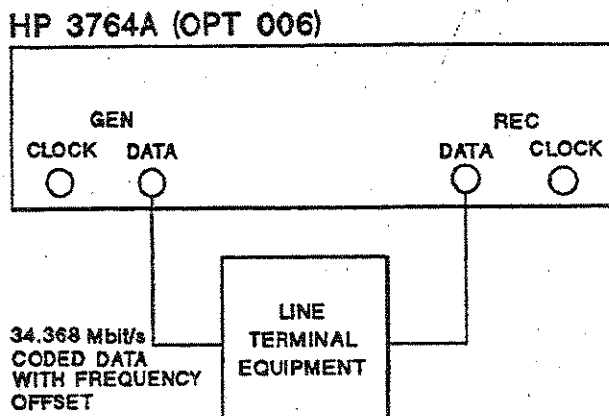 HP 3764A (OPT 006)
GEN
REC
CLOCK DATA
DATA CLOCK
LINE
TERMINAL
EQUIPMENT
34.368 Mbit/s
CODED DATA
WITH FREQUENCY
OFFSET